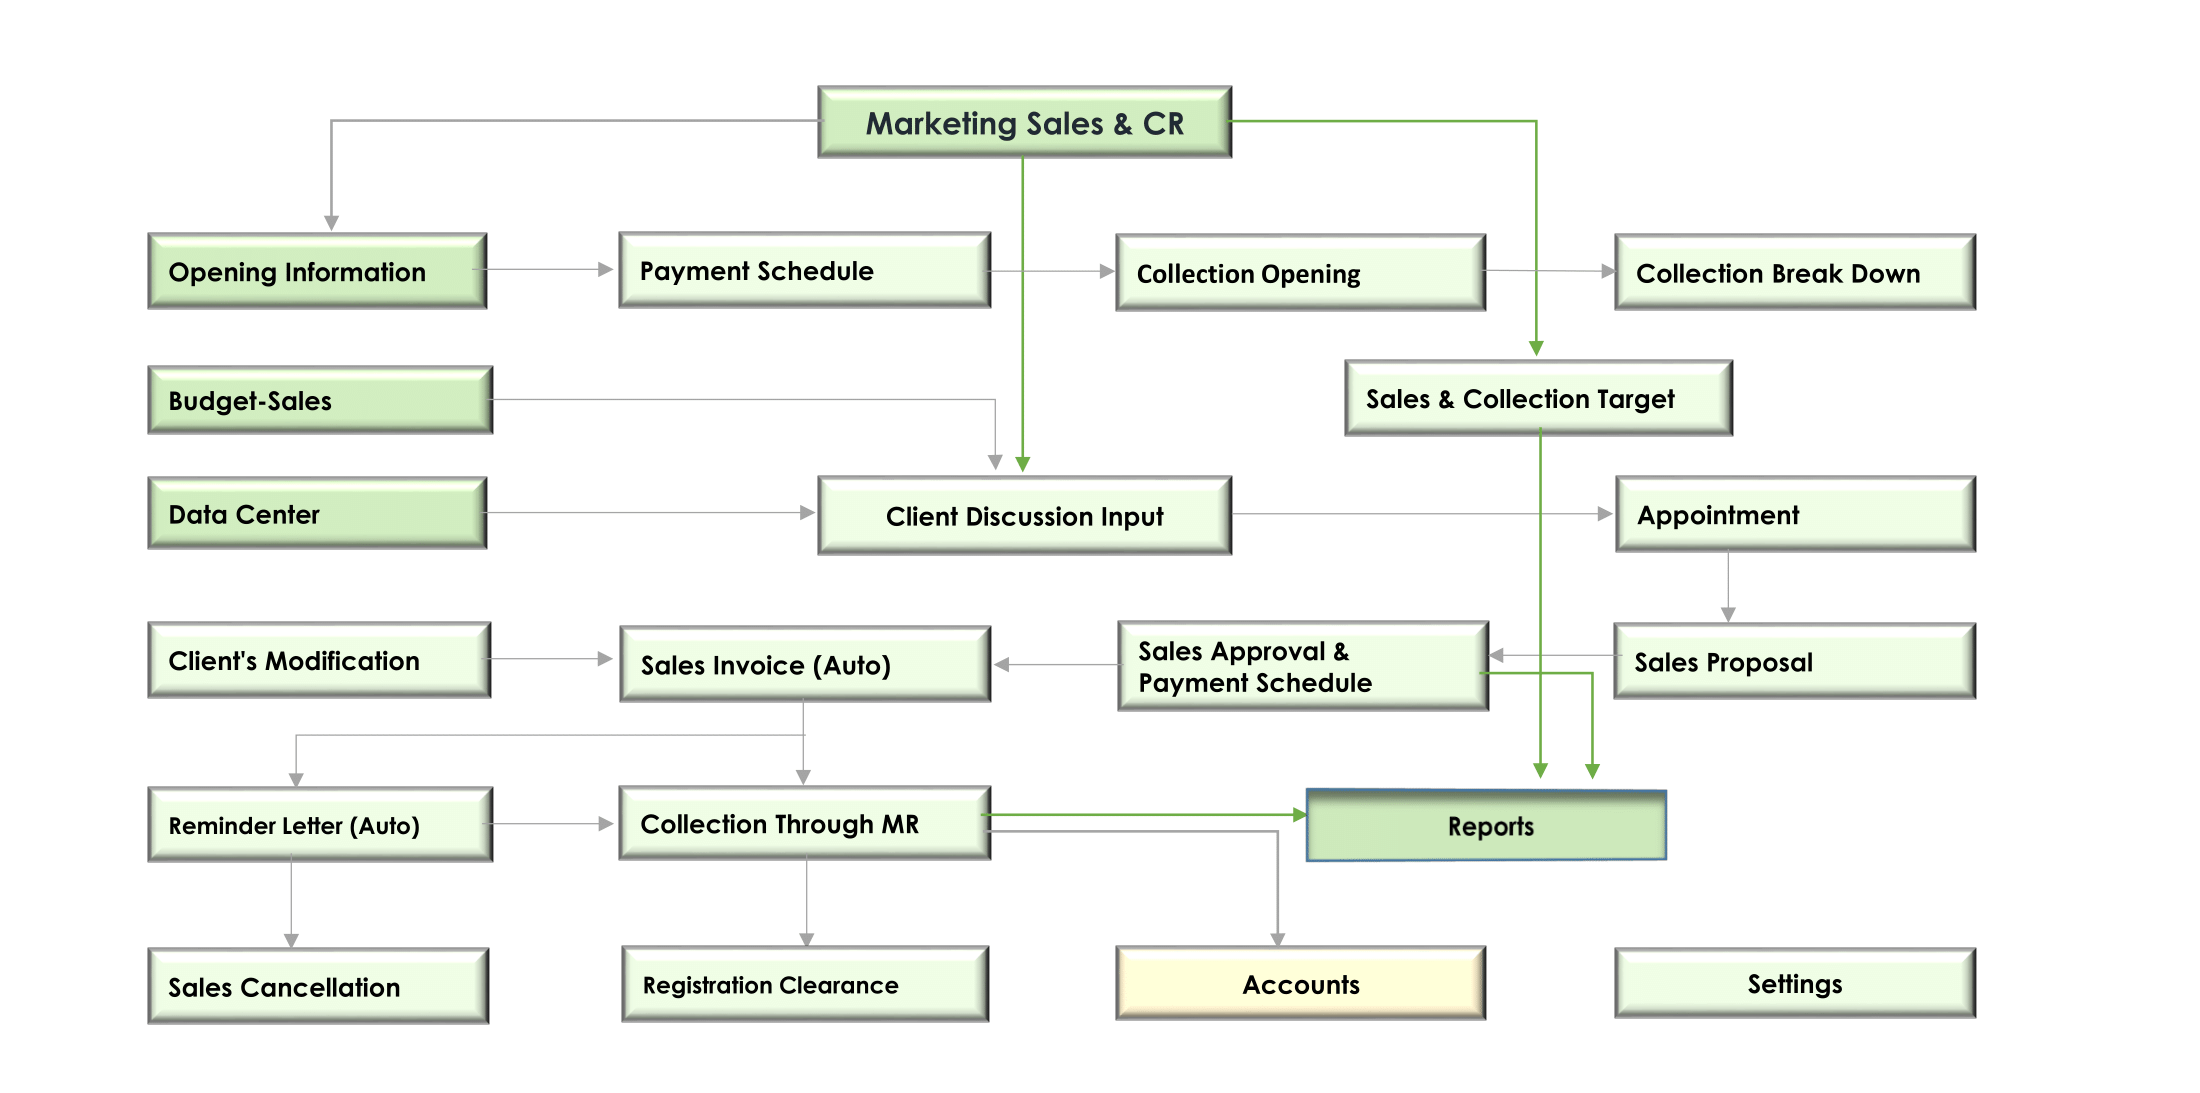 Marketing Sales & CR
Opening Information
Payment Schedule
Collection Opening
Collection Break Down
Budget-Sales
Sales & Collection Target
Data Center
Client Discussion Input
Appointment
Client's Modification
Sales Invoice (Auto)
Sales Approval &
Payment Schedule
Sales Proposal
Reminder Letter (Auto)
Collection Through MR
Reports
Sales Cancellation
Registration Clearance
Accounts
Settings